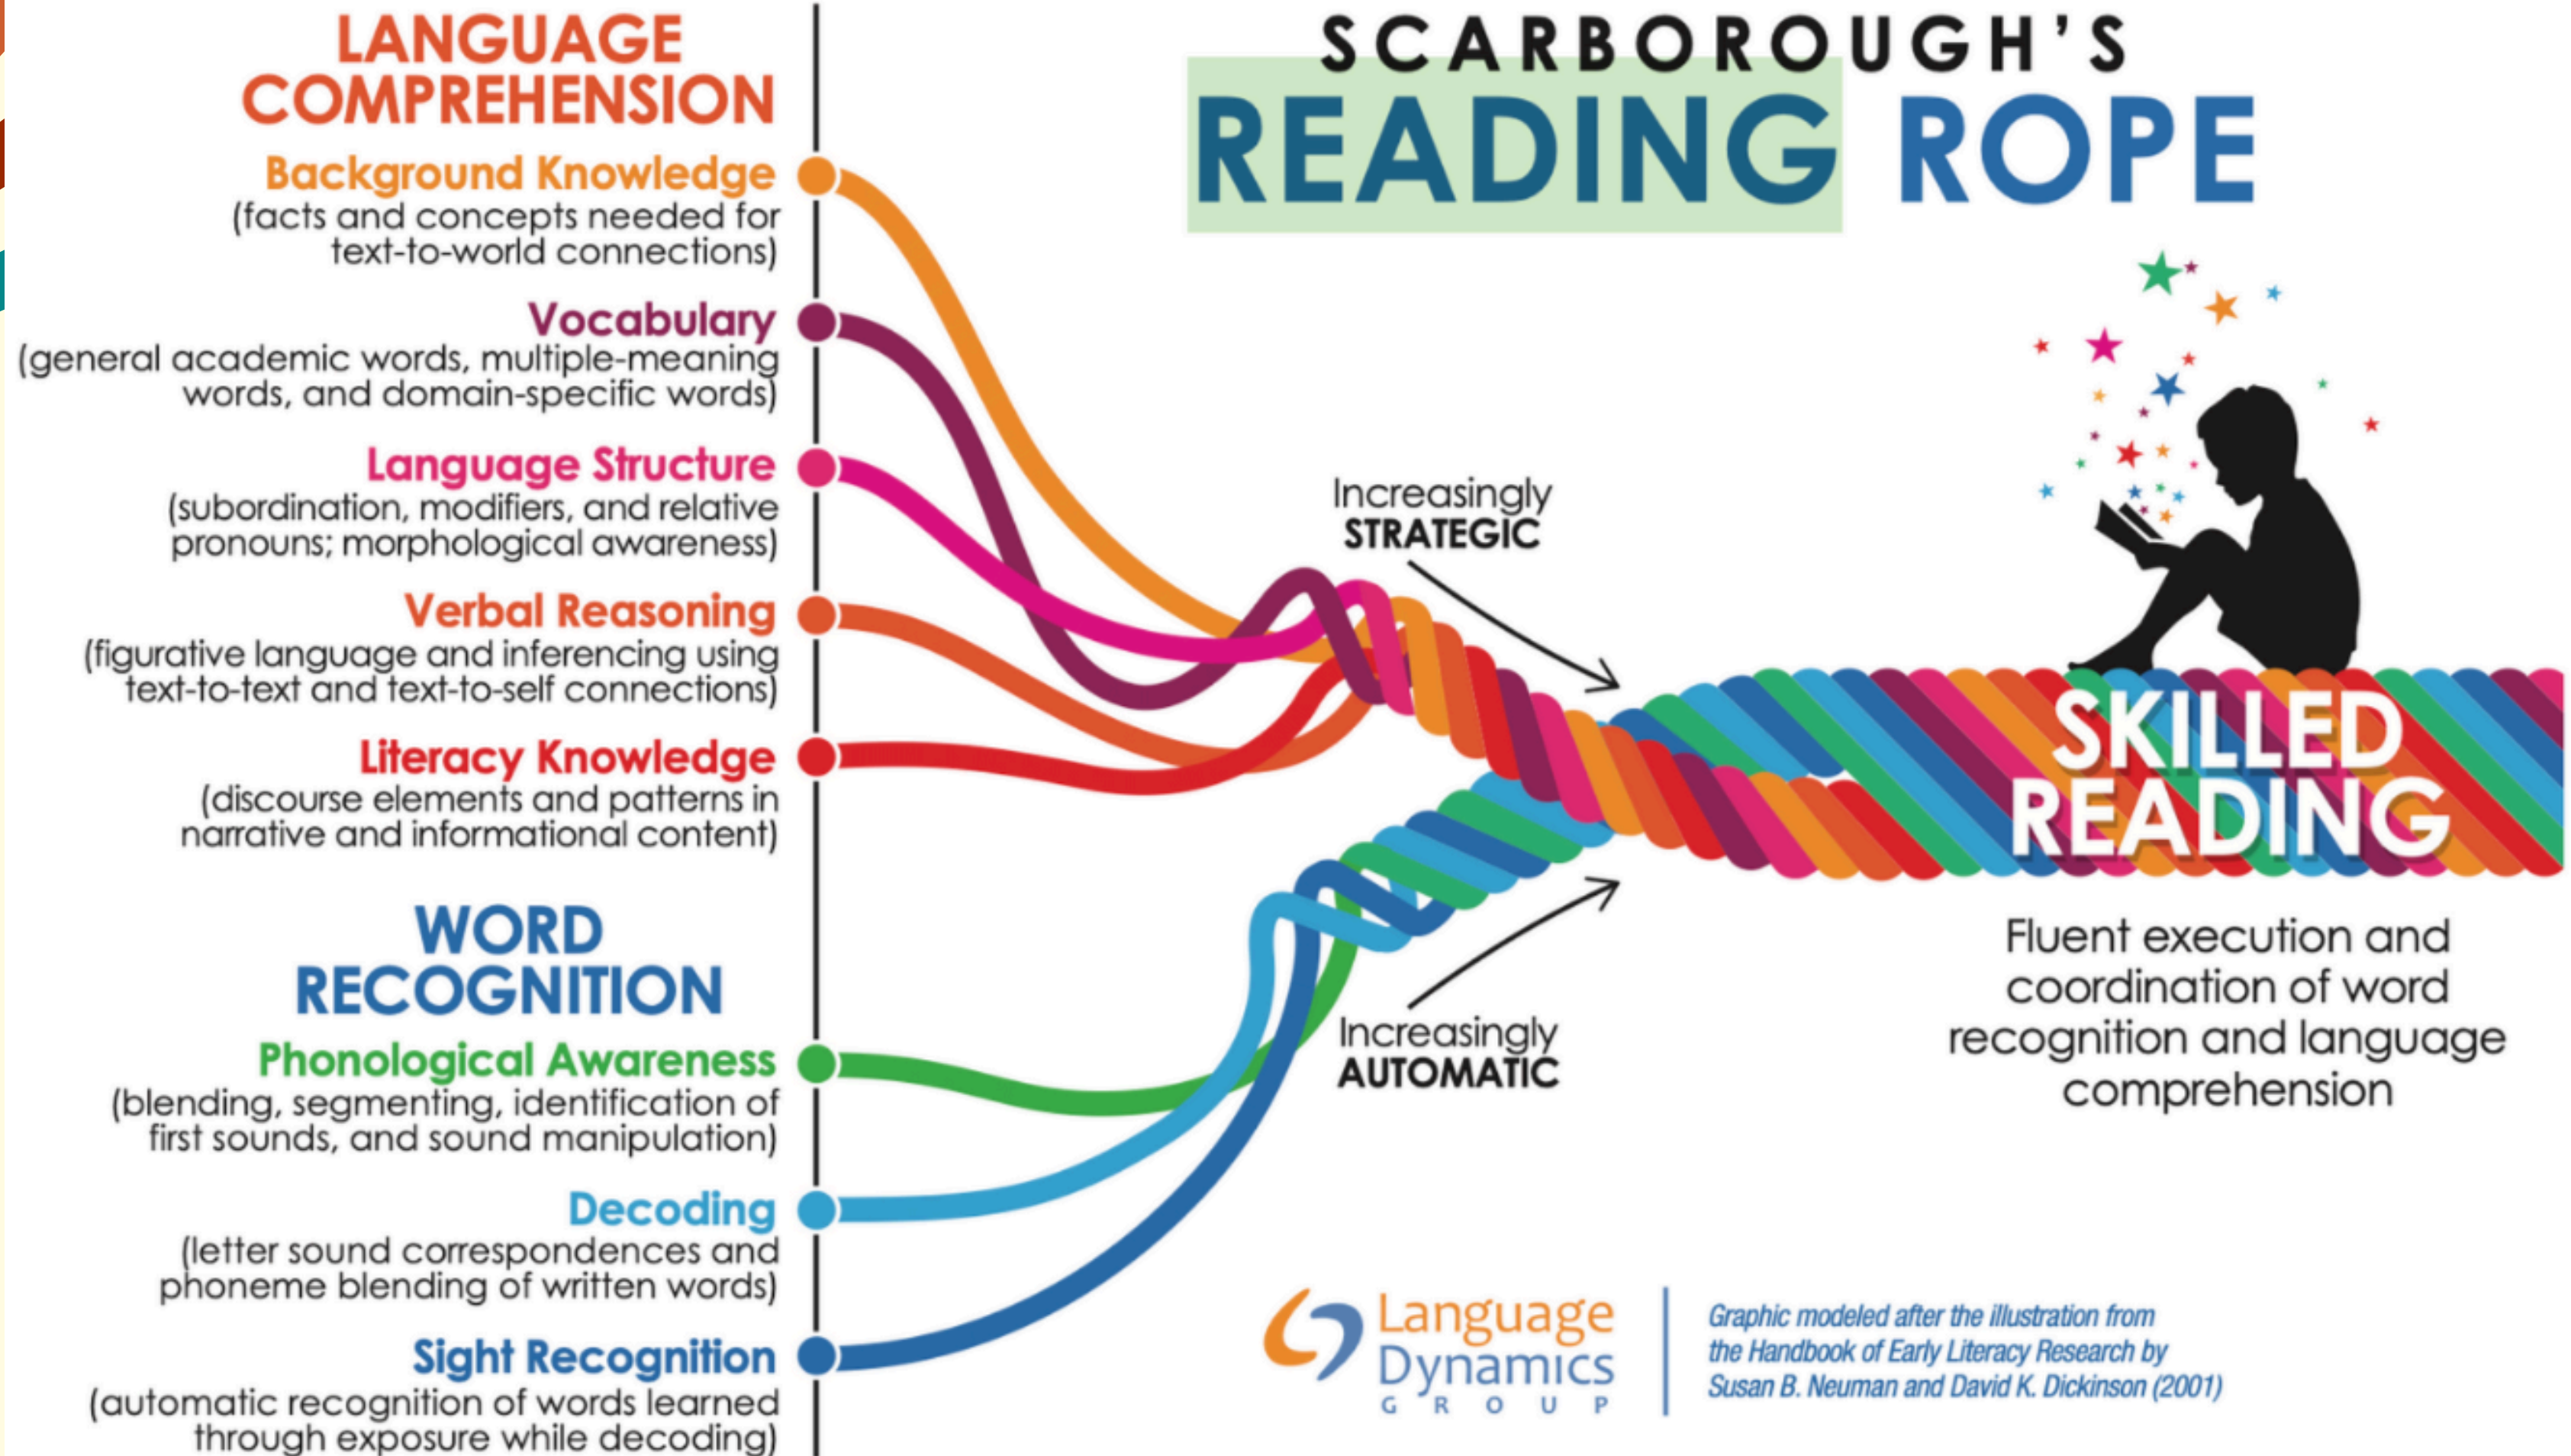 LANGUAGE
COMPREHENSION
Background Knowledge
(facts and concepts needed for
text-to-world connections)
Vocabulary
(general academic words, multiple-meaning
words, and domain-specific words)
Language Structure
(subordination, modifiers, and relative
pronouns; morphological awareness)
Verbal Reasoning
(figurative language and inferencing using
text-to-text and text-to-self connections)
Literacy Knowledge
(discourse elements and patterns in
narrative and informational content)
WORD
RECOGNITION
Phonological Awareness
(blending, segmenting, identification of
first sounds, and sound manipulation)
Decoding
(letter sound correspondences and
phoneme blending of written words)
Sight Recognition
(automatic recognition of words learned
through exposure while decoding)
SCARBOROUGH'S
READING ROPE
Increasingly
STRATEGIC
Increasingly
AUTOMATIC
SKILLED
READING
Fluent execution and
coordination of word
recognition and language
comprehension
Language
Dynamics
GROUP
Graphic modeled after the illustration from
the Handbook of Early Literacy Research by
Susan B. Neuman and David K. Dickinson (2001)